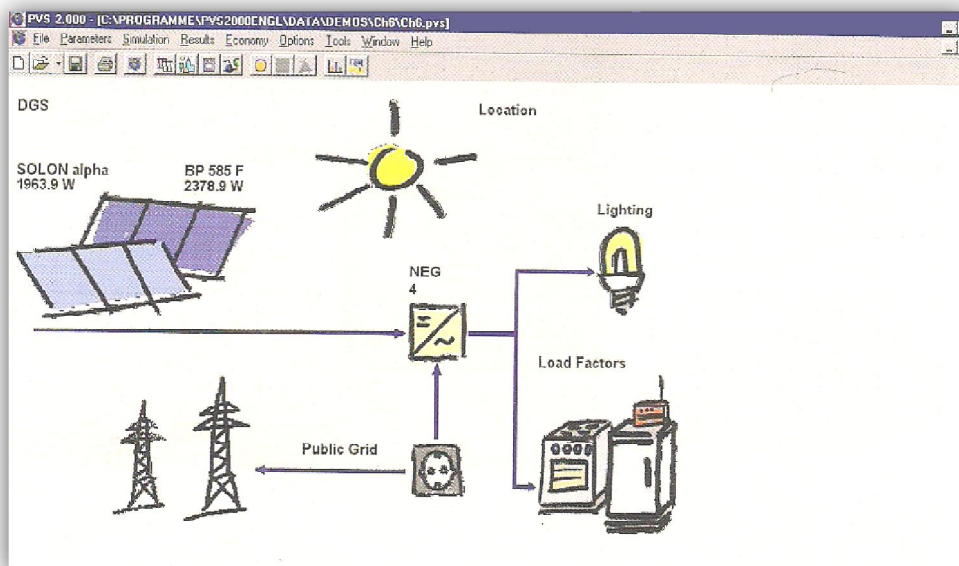 PVS 2.000 - [C:\PROGRAMME\PVS2000ENGL\DATA\DEMOS\Ch6\Ch6.pvs]
File Parameters Simulation Results Economy Options Tools Window Help
DGS
Location
SOLON alpha
1963.9 W
BP 585 F
2378.9 W
Lighting
NEG
4
Load Factors
Public Grid